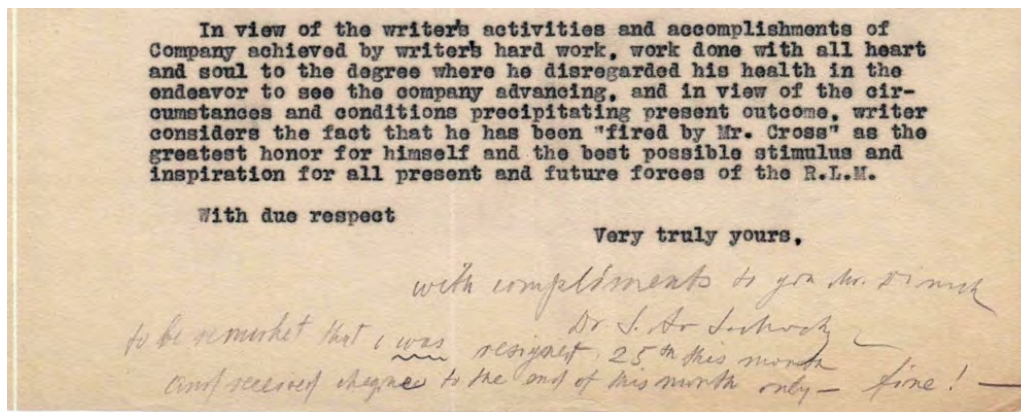 In view of the writer's activities and accomplishments of
Company achieved by writer's hard work, work done with all heart
and soul to the degree where he disregarded his health in the
endeavor to see the company advancing, and in view of the cir-
cumstances and conditions precipitating present outcome, writer
considers the fact that he has been "fired by Mr. Cross" as the
greatest honor for himself and the best possible stimulus and
inspiration for all present and future forces of the R.L.M.
With due respect
Very truly yours,
with compliments to you Mr.
Dr. J.
to be remarket that i was resigned 25th this month
and received cheque to the end of this month only - fine! -